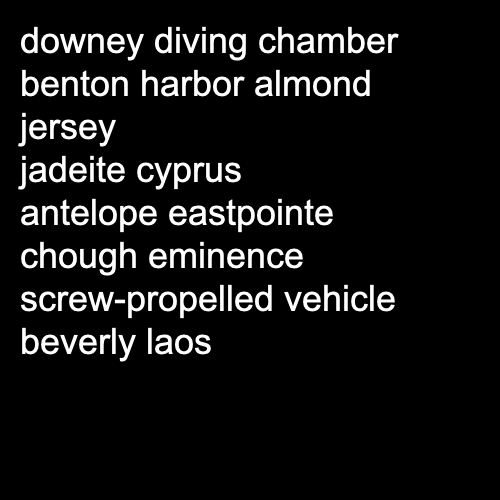 downey diving chamber
benton harbor almond
jersey
jadeite cyprus
antelope eastpointe
chough eminence
screw-propelled vehicle
beverly laos